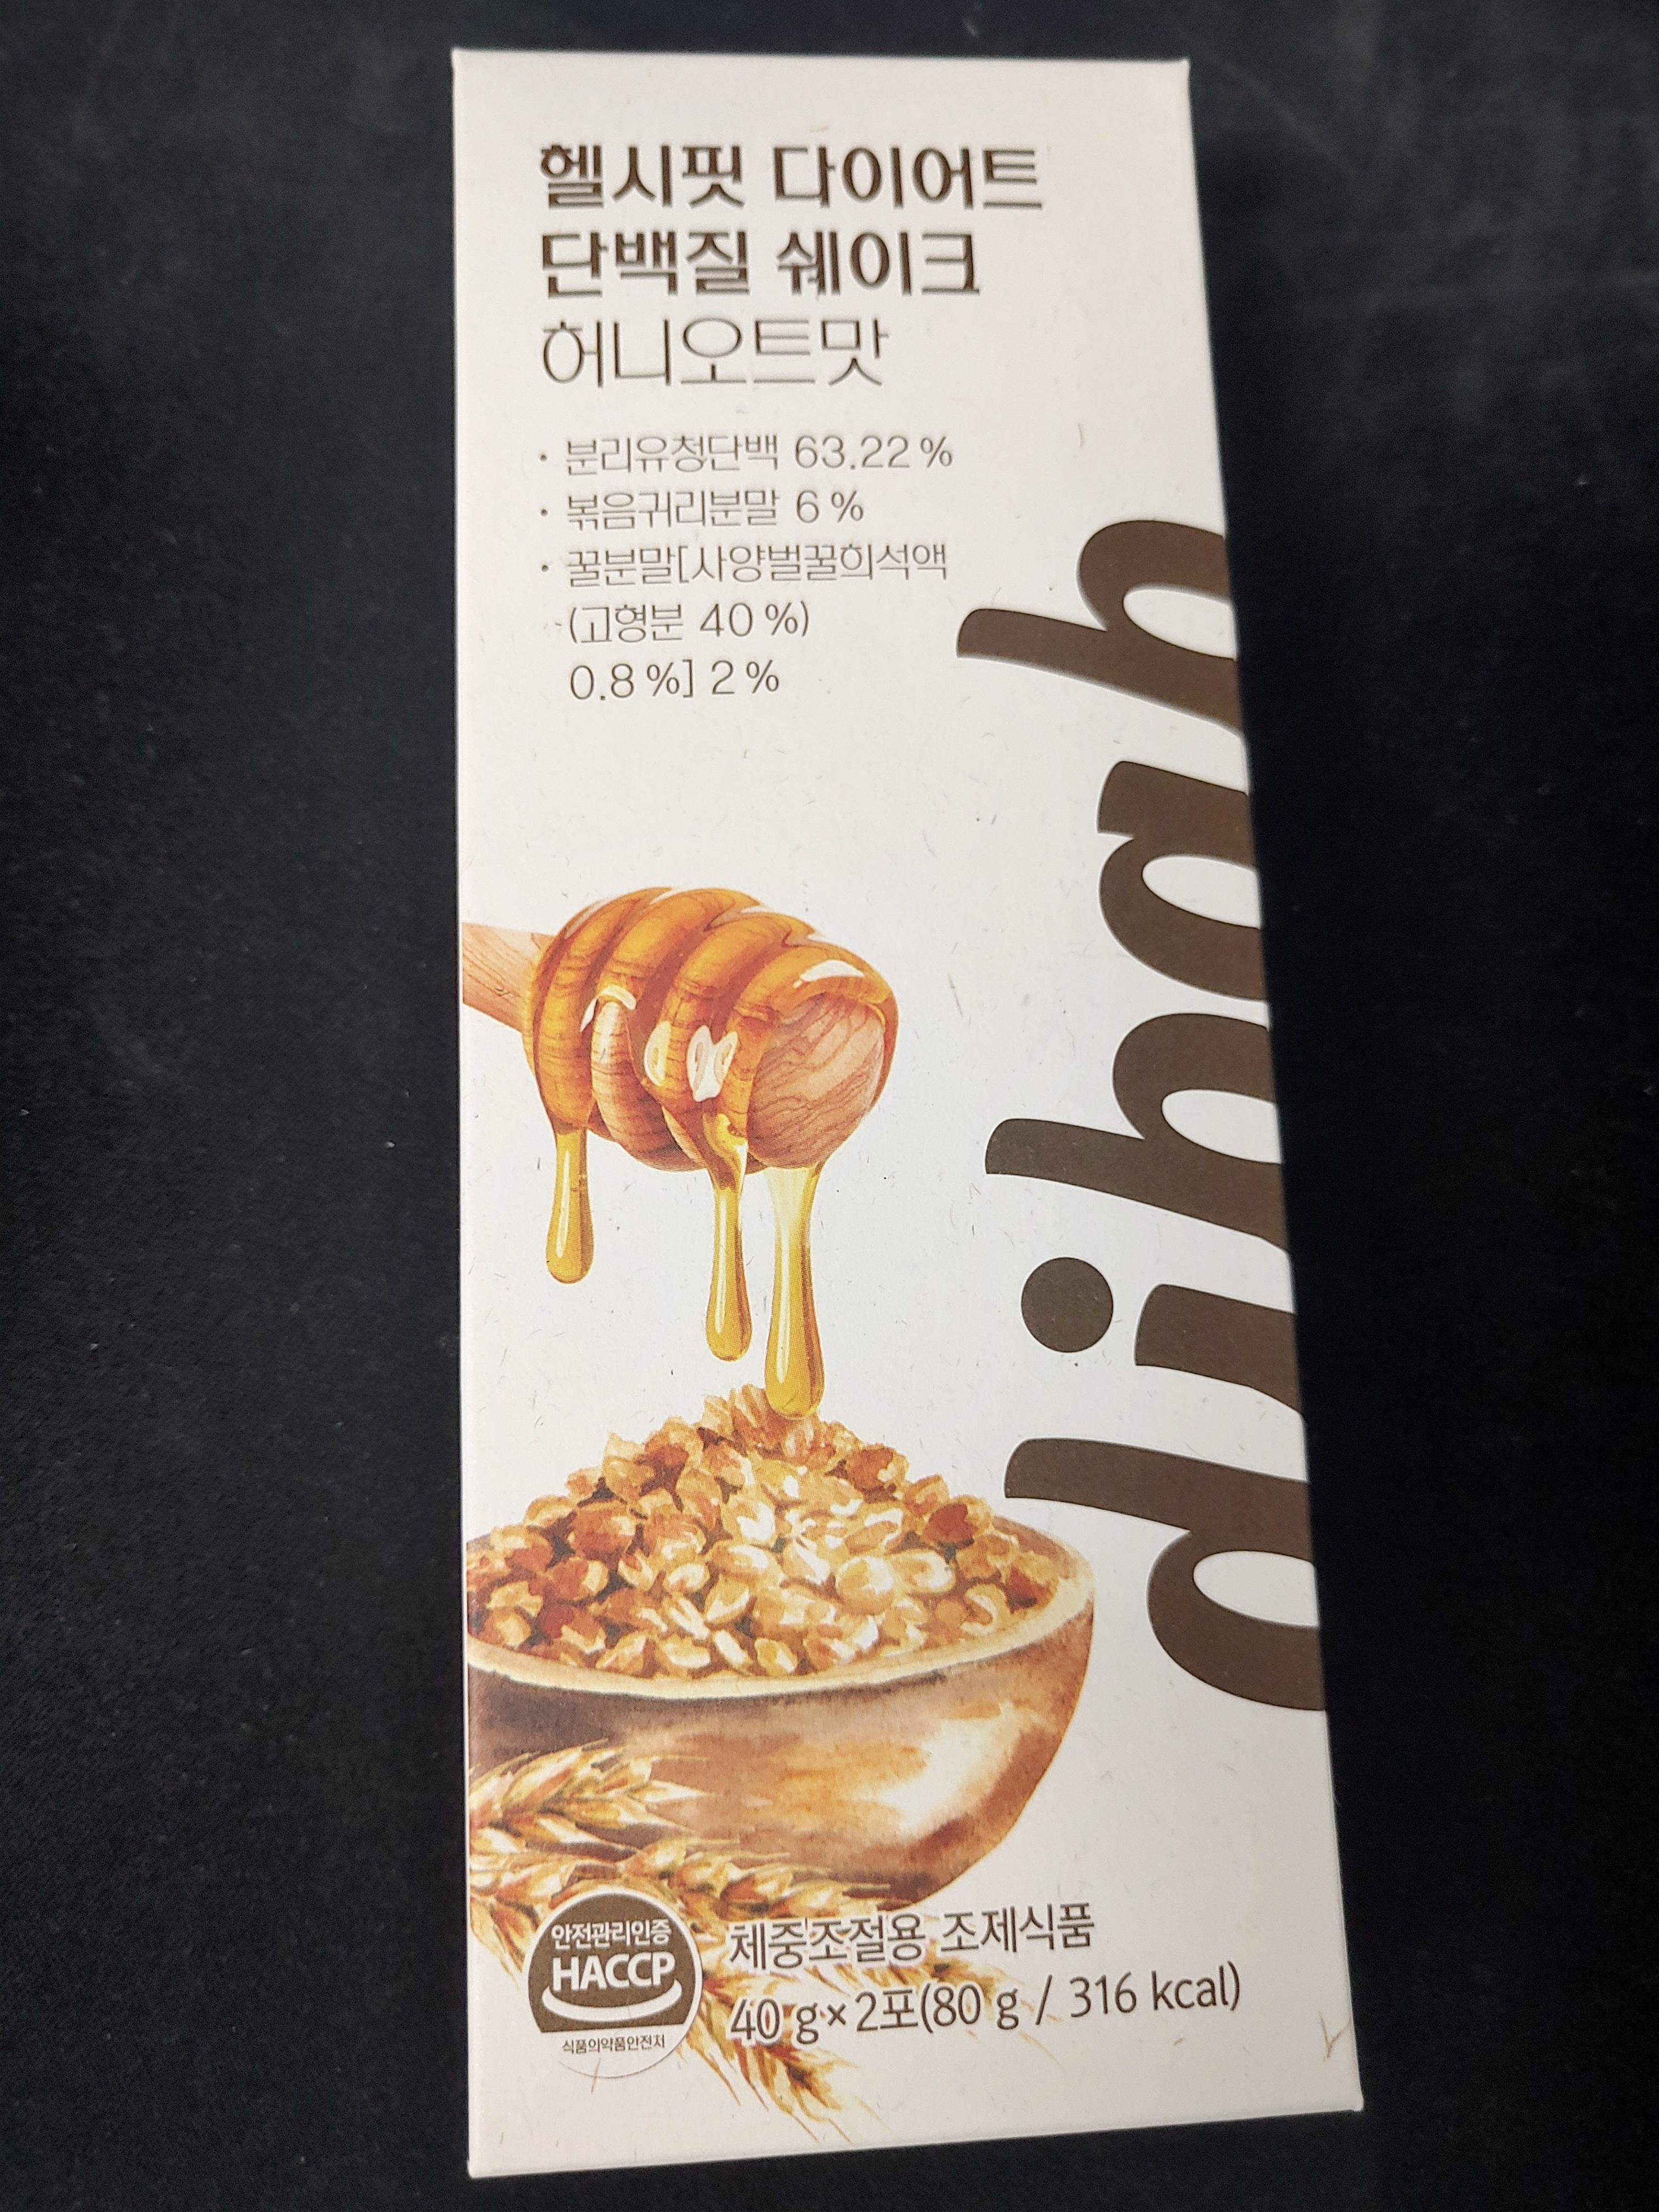 헬시핏 다이어트
단백질 쉐이크
허니오트맛
· 분리유청단백 63.22 %
· 볶음귀리분말 6 %
· 꿀분말[사양벌꿀희석액
(고형분 40 %)
0.8 %] 2 %
dibab
안전관리인증
HACCP
식품의약품안전처
체중조절용 조제식품
40 g×2포(80 g / 316 kcal)